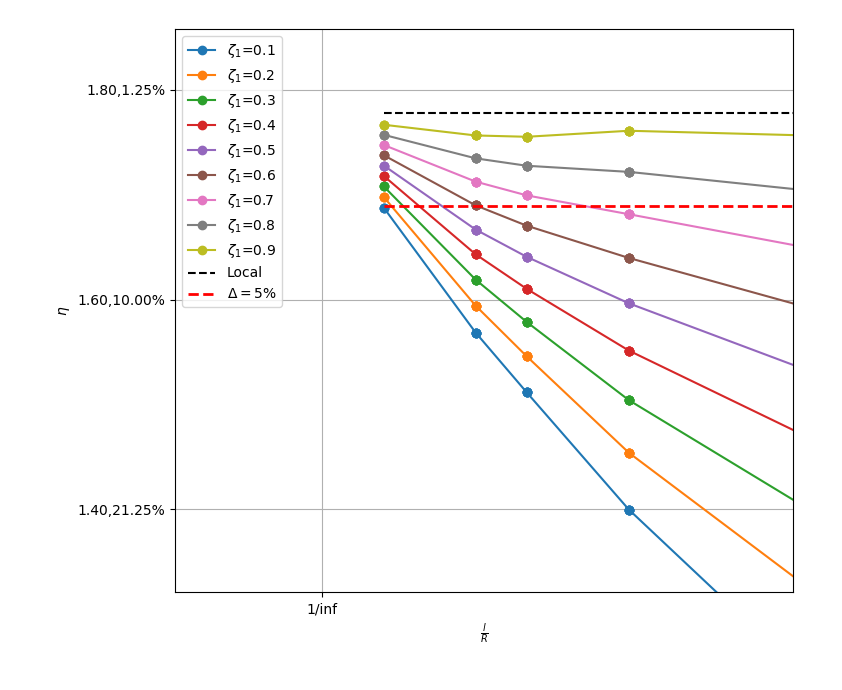 ζ₁=0.1
1.80,1.25%
ζ₁=0.2
ζ₁=0.3
ζ₁=0.4
ζ₁=0.5
ζ₁=0.6
ζ₁=0.7
ζ₁=0.8
ζ₁=0.9
Local
Δ = 5%
1.60,10.00%
η
1.40,21.25%
1/inf
l/R